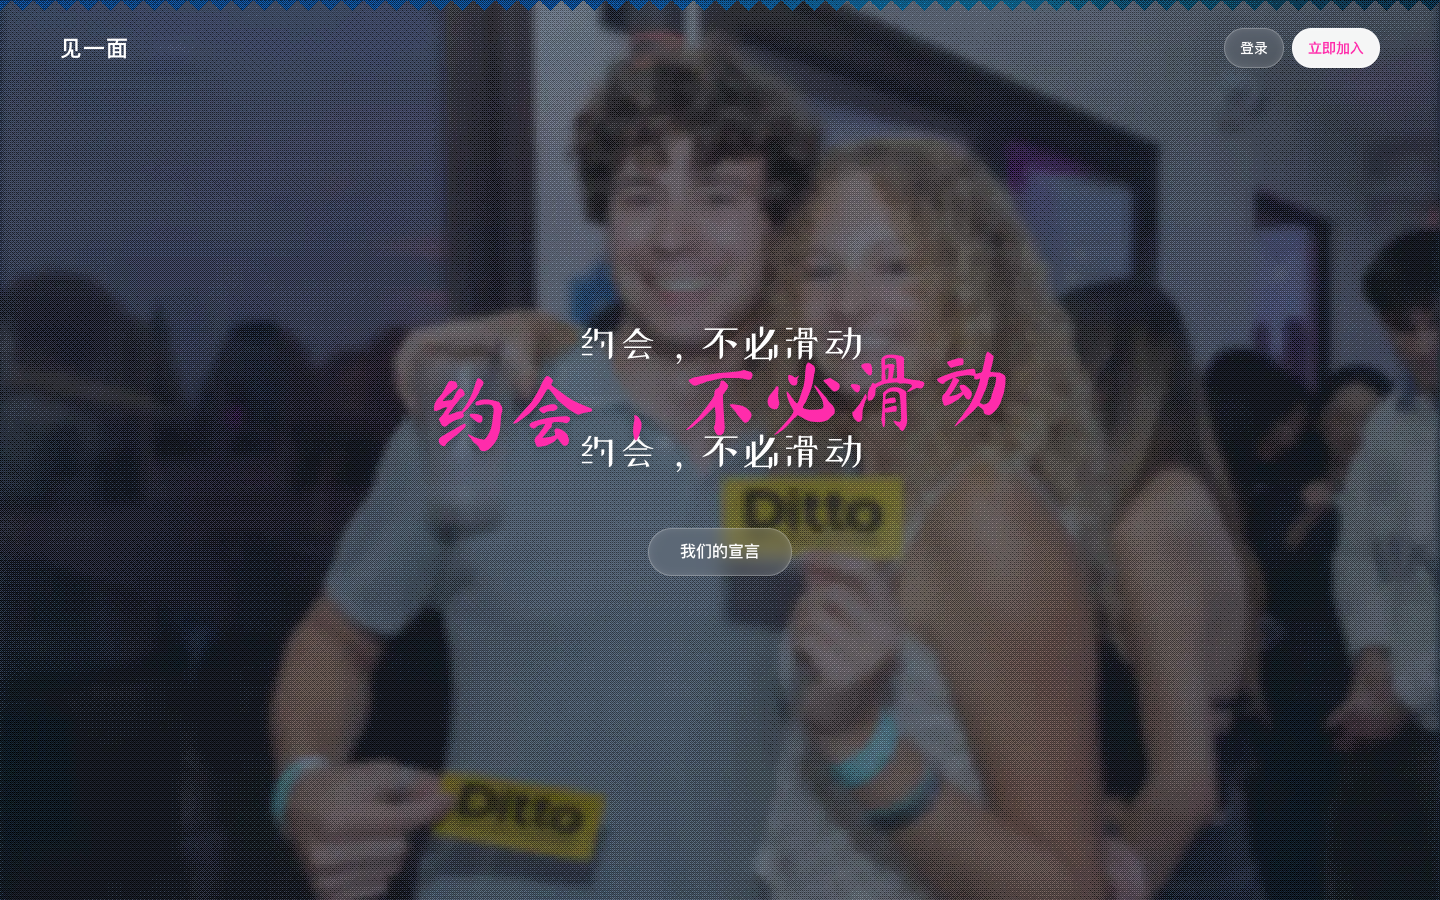 见一面
登录
立即加入
约会，不必滑动
约会，不必滑动
约会，不必滑动
Ditto
我们的宣言
Ditto